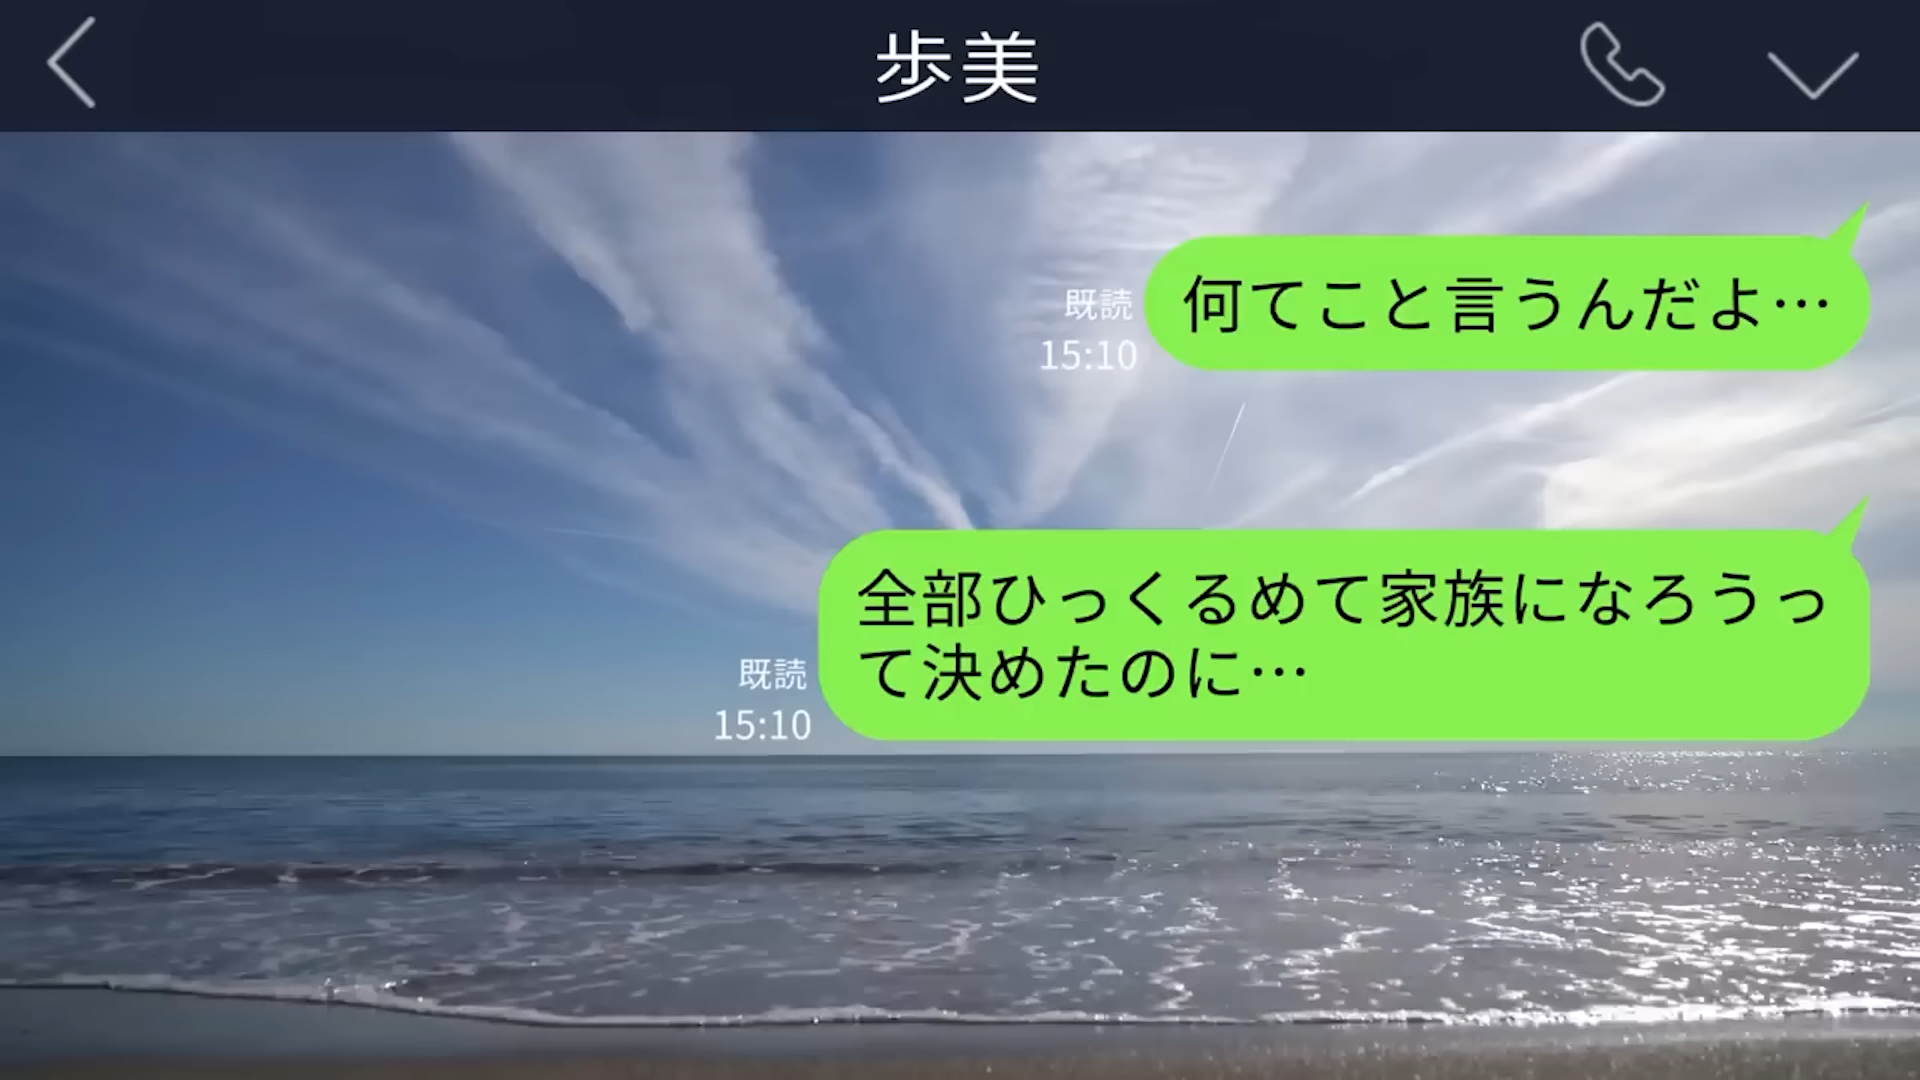 歩美
何てこと言うんだよ…
既読
15:10
全部ひっくるめて家族になろうっ
て決めたのに…
既読
15:10